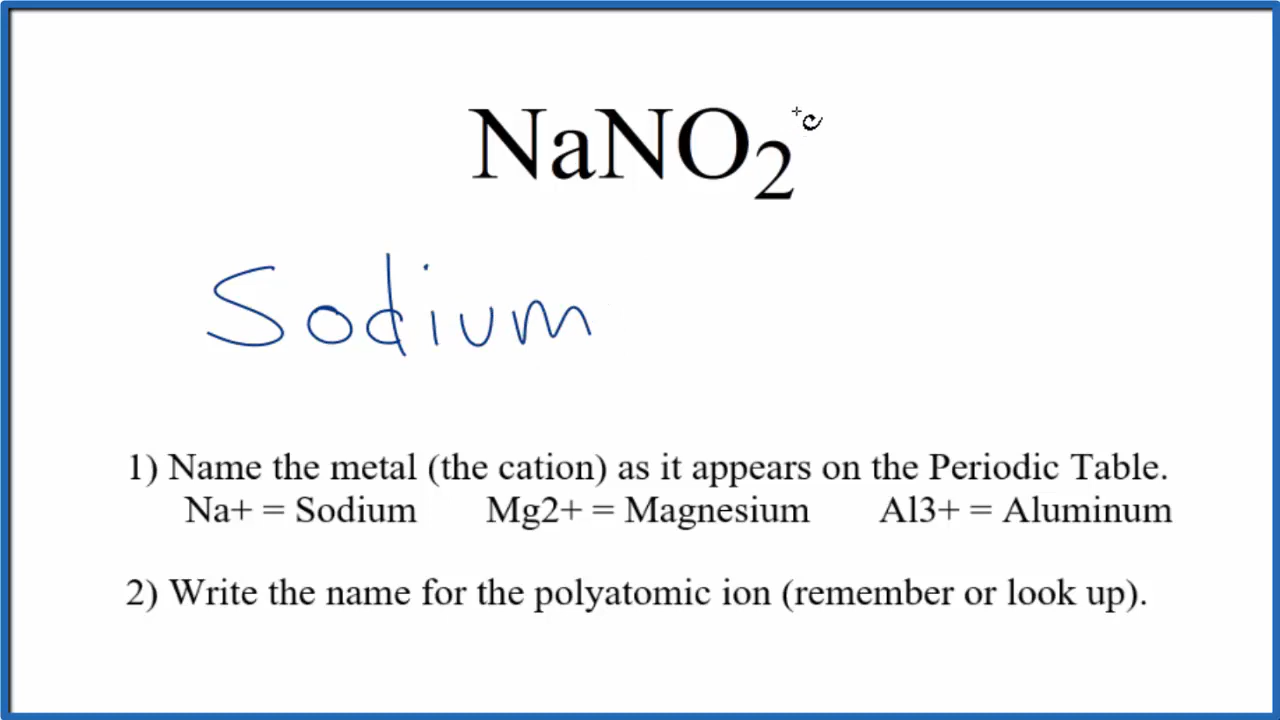 NaNO₂
Sodium
1) Name the metal (the cation) as it appears on the Periodic Table.
Na+ = Sodium Mg2+ = Magnesium Al3+ = Aluminum
2) Write the name for the polyatomic ion (remember or look up).